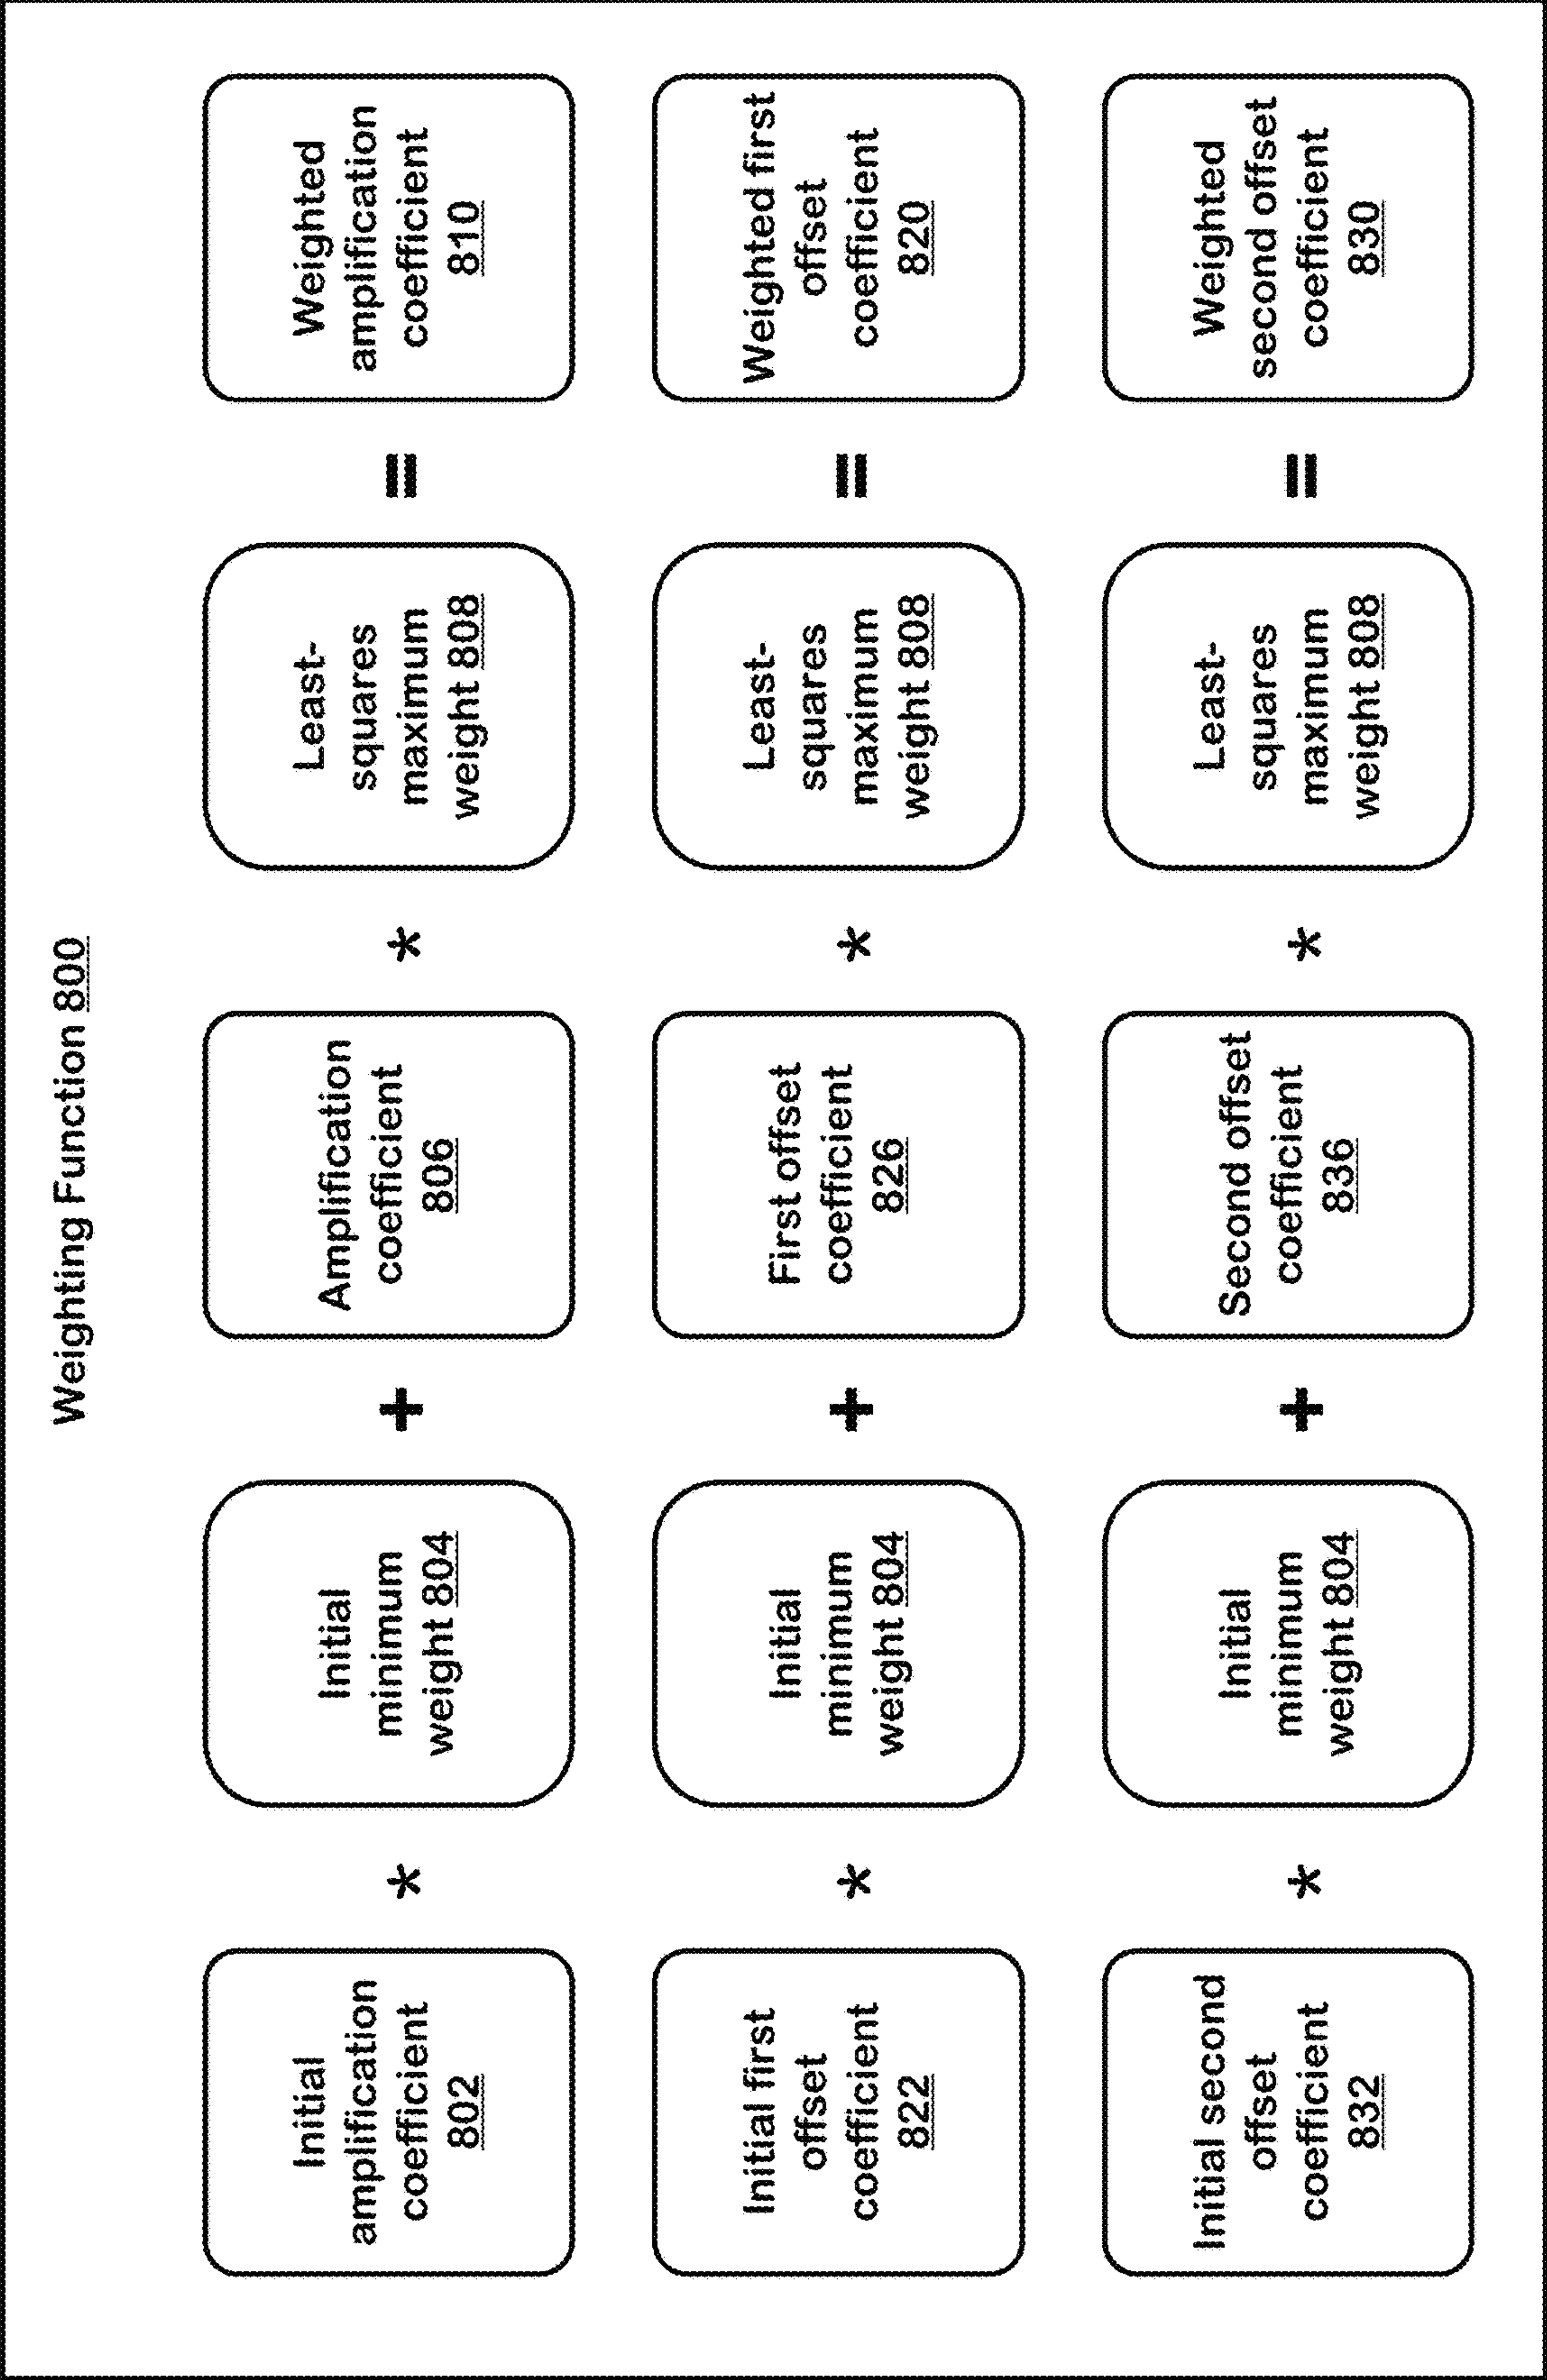 Weighting Function 800
Initial
amplification
coefficient
802
*
Initial
minimum
weight 804
+
Amplification
coefficient
806
*
Least-
squares
maximum
weight 808
=
Weighted
amplification
coefficient
810
Initial first
offset
coefficient
822
*
Initial
minimum
weight 804
+
First offset
coefficient
826
*
Least-
squares
maximum
weight 808
=
Weighted first
offset
coefficient
820
Initial second
offset
coefficient
832
*
Initial
minimum
weight 804
+
Second offset
coefficient
836
*
Least-
squares
maximum
weight 808
=
Weighted
second offset
coefficient
830